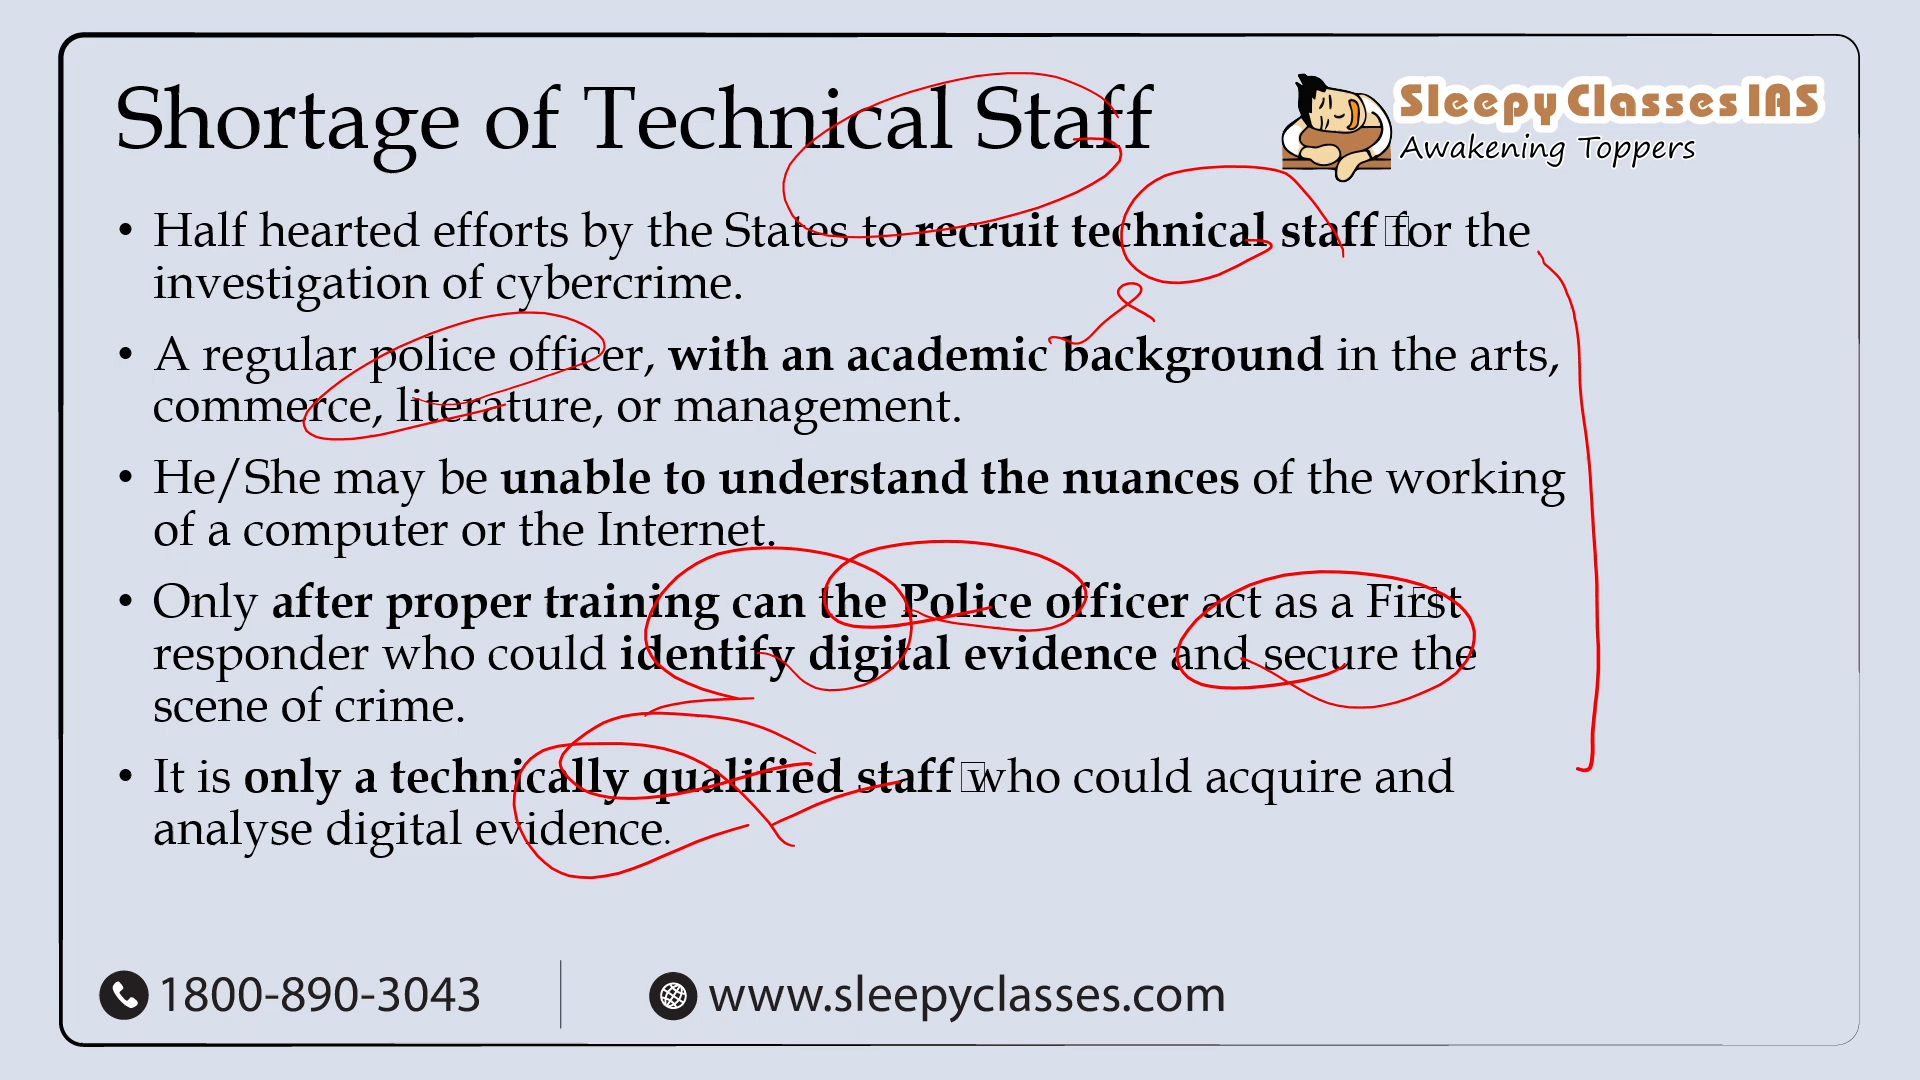 Shortage of Technical Staff
Sleepy Classes IAS
Awakening Toppers
• Half hearted efforts by the States to recruit technical staff for the
investigation of cybercrime.
• A regular police officer, with an academic background in the arts,
commerce, literature, or management.
• He/She may be unable to understand the nuances of the working
of a computer or the Internet.
• Only after proper training can the Police officer act as a First
responder who could identify digital evidence and secure the
scene of crime.
• It is only a technically qualified staff who could acquire and
analyse digital evidence.
1800-890-3043
www.sleepyclasses.com